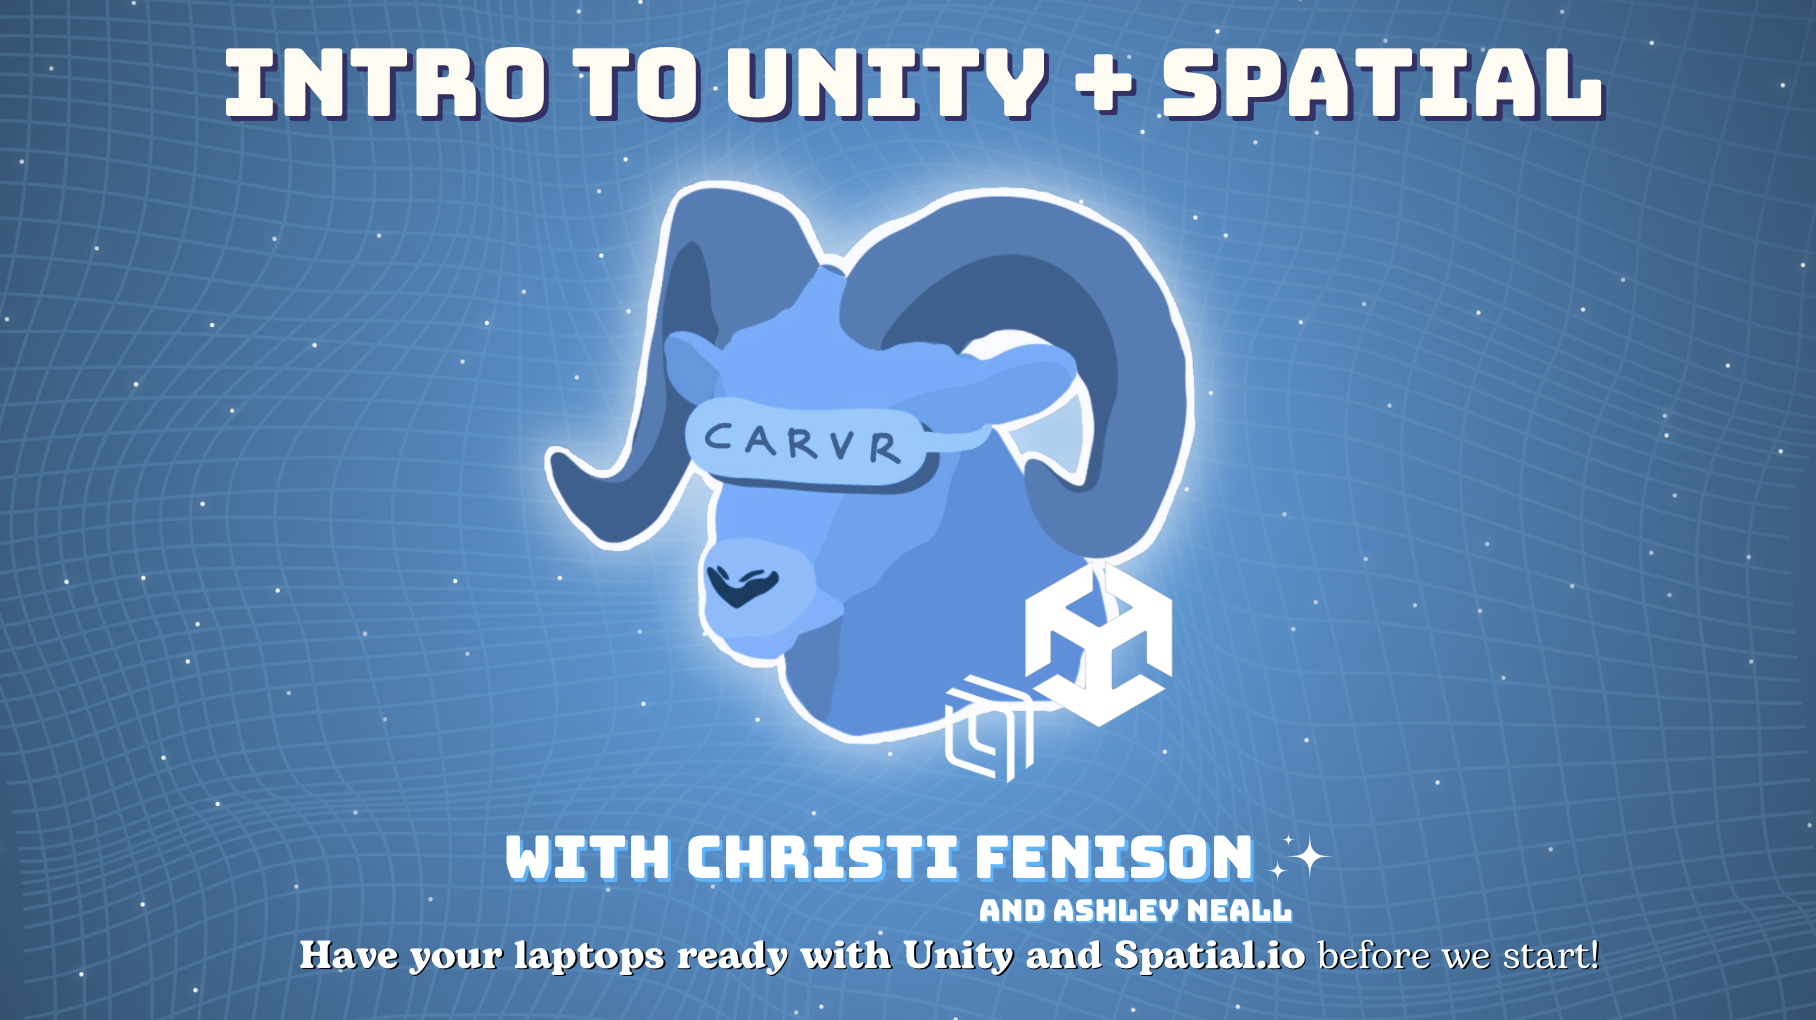 INTRO TO UNITY + SPATIAL
CARVR
WITH CHRISTI FENISON
AND ASHLEY NEALL
Have your laptops ready with Unity and Spatial.io before we start!